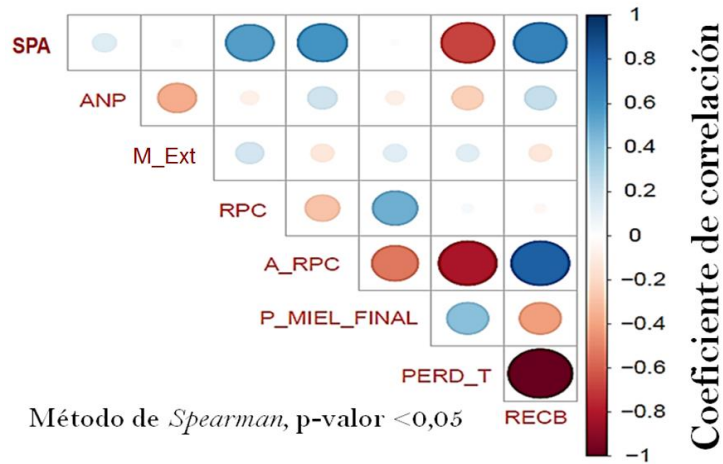 SPA
ANP
M_Ext
RPC
A_RPC
P_MIEL_FINAL
PERD_T
RECB
1
0.8
0.6
0.4
0.2
0
−0.2
−0.4
−0.6
−0.8
−1
Coeficiente de correlación
Método de Spearman, p-valor <0,05